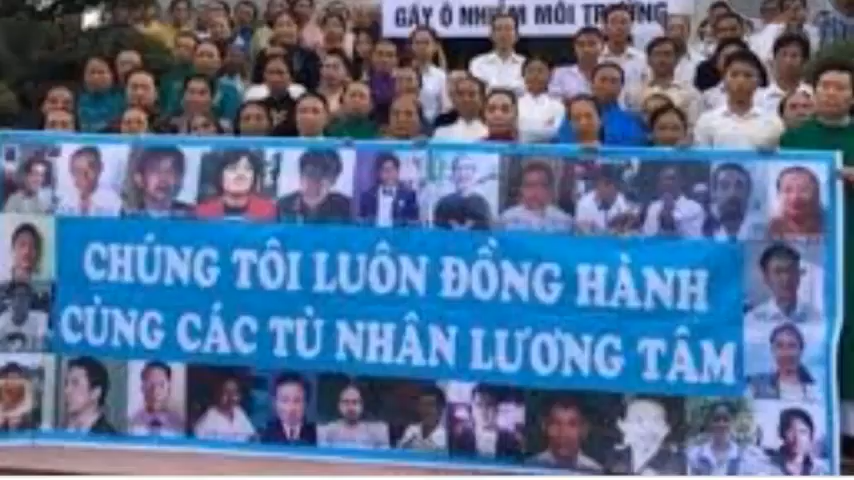 GÂY Ô NHIỄM MÔI TRƯỜNG
CHÚNG TÔI LUÔN ĐỒNG HÀNH
CÙNG CÁC TÙ NHÂN LƯƠNG TÂM